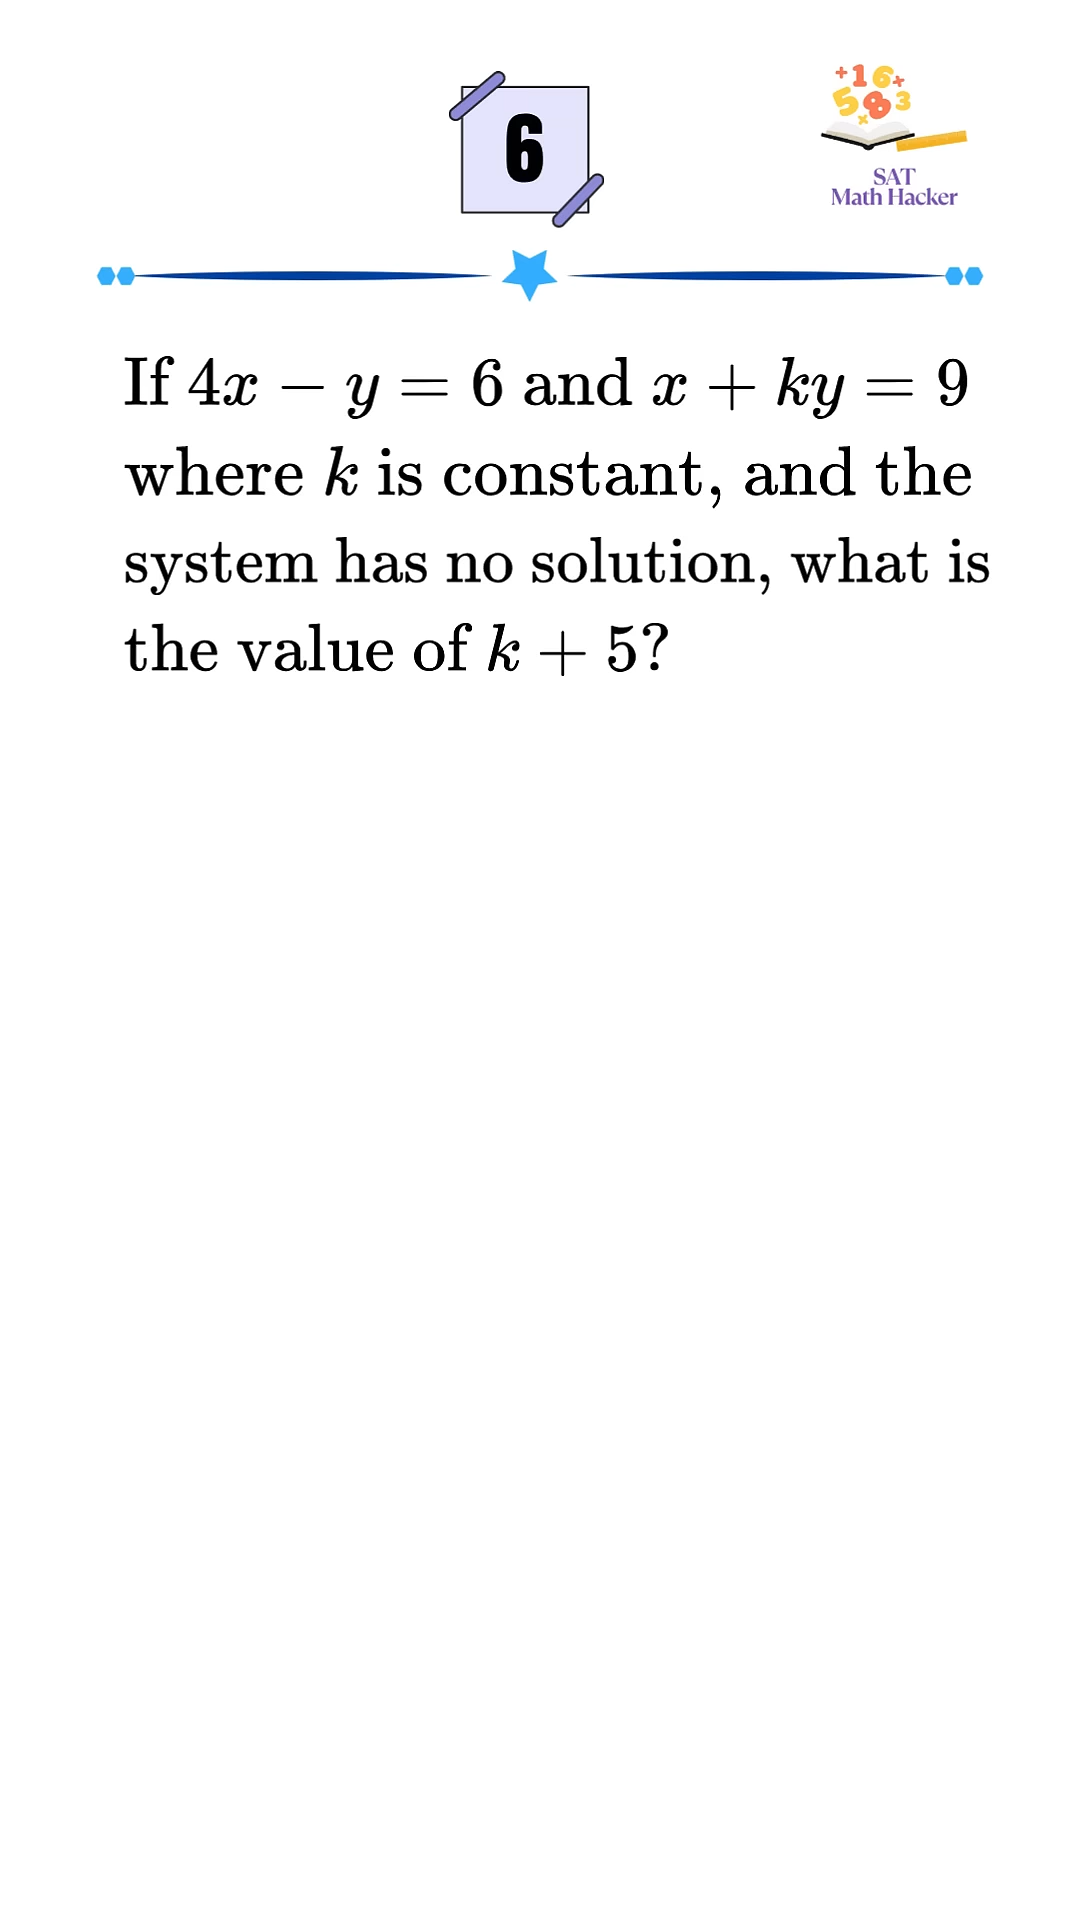 6
+16+
583
×
SAT
Math Hacker
If 4x − y = 6 and x + ky = 9
where k is constant, and the
system has no solution, what is
the value of k + 5?